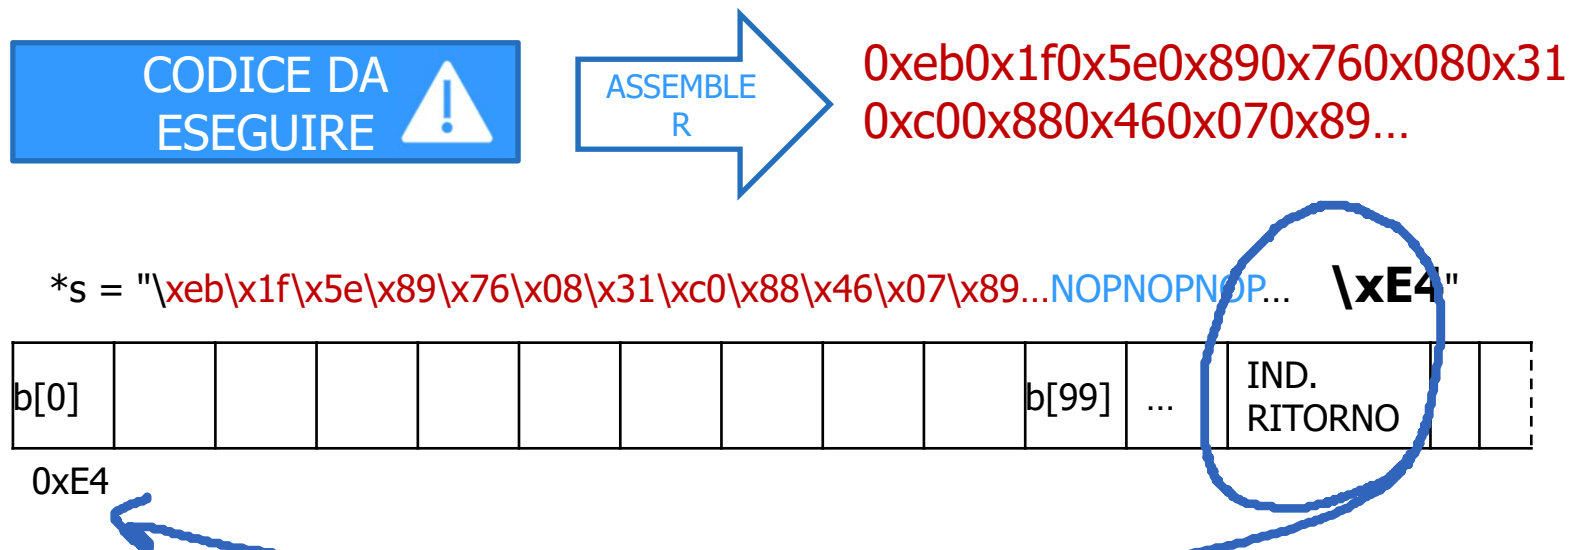 CODICE DA
ESEGUIRE
ASSEMBLE
R
0xeb0x1f0x5e0x890x760x080x31
0xc00x880x460x070x89…
*s = "\xeb\x1f\x5e\x89\x76\x08\x31\xc0\x88\x46\x07\x89…NOPNOPNOP… \xE4"
b[0] b[99] … IND.
RITORNO
0xE4